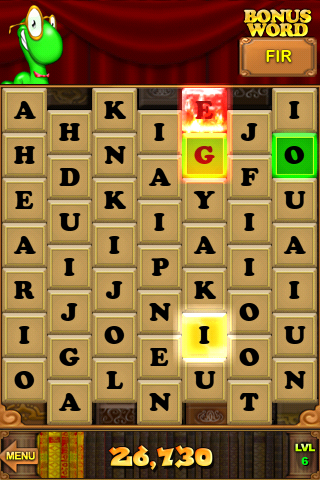 BONUS
WORD
FIR
A H K I E J I
H D N A G F O
E U K I Y I U
A I I P A I A
R J J N K O I
I G O E I O U
O A L N U T N
MENU
26,730
LVL
6